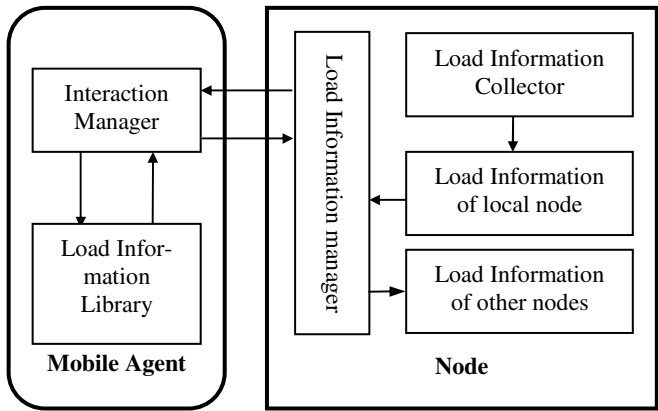 Interaction
Manager
Load Infor-
mation
Library
Mobile Agent
Load Information manager
Load Information
Collector
Load Information
of local node
Load Information
of other nodes
Node